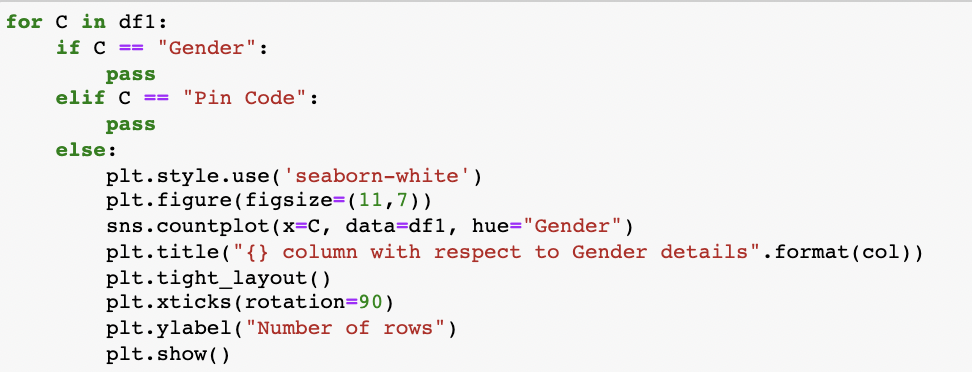 for C in df1:
    if C == "Gender":
        pass
    elif C == "Pin Code":
        pass
    else:
        plt.style.use('seaborn-white')
        plt.figure(figsize=(11,7))
        sns.countplot(x=C, data=df1, hue="Gender")
        plt.title("{} column with respect to Gender details".format(col))
        plt.tight_layout()
        plt.xticks(rotation=90)
        plt.ylabel("Number of rows")
        plt.show()